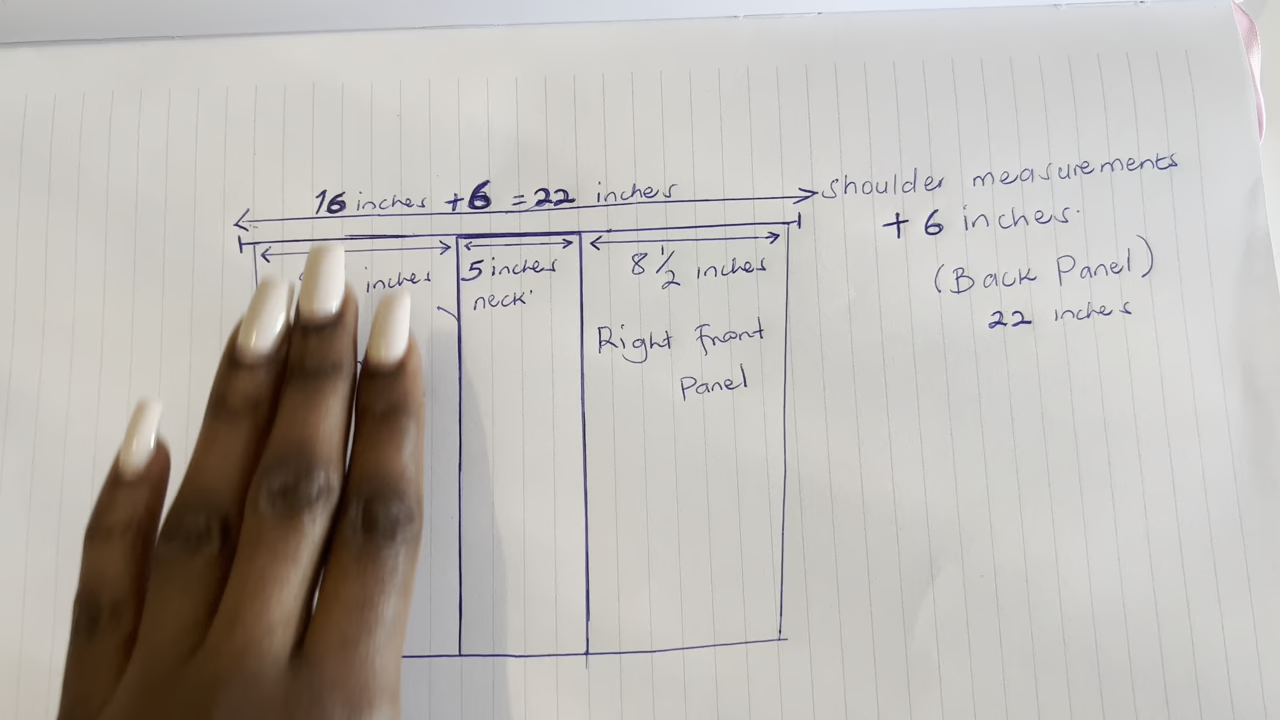 16 inches + 6 = 22 inches
shoulder measurements
+ 6 inches.
(Back Panel)
22 inches
inches
5 inches
neck.
8 1/2 inches
Right Front
Panel